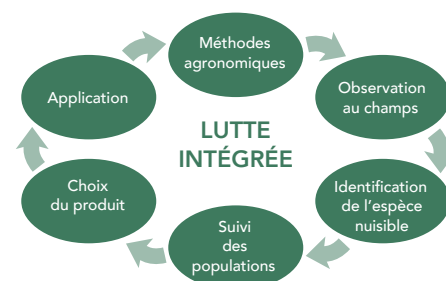 Méthodes
agronomiques
Observation
au champs
Identification
de l'espèce
nuisible
Suivi
des
populations
Choix
du produit
Application
LUTTE
INTÉGRÉE